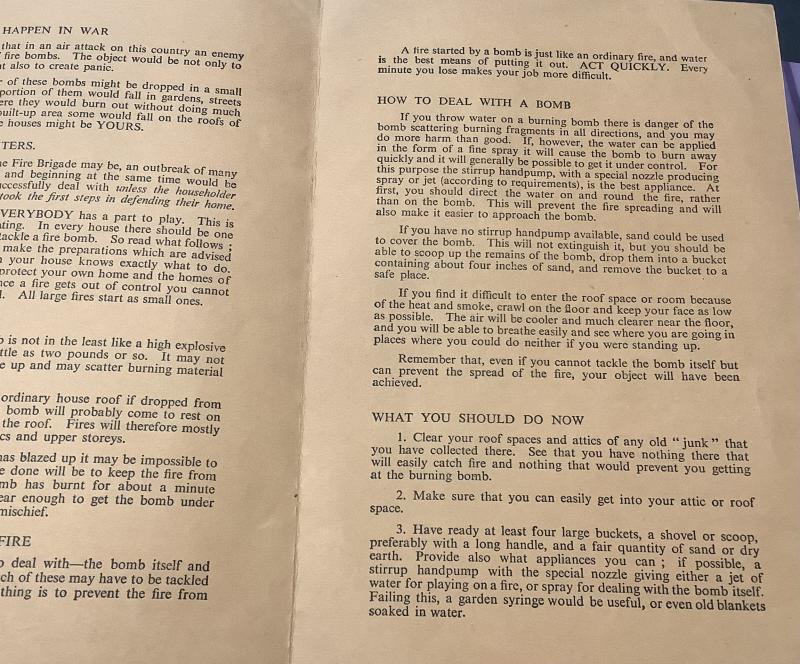 HAPPEN IN WAR
that in an air attack on this country an enemy
fire bombs. The object would be not only to
also to create panic.
of these bombs might be dropped in a small
portion of them would fall in gardens, streets
they would burn out without doing much
built-up area some would fall on the roofs of
houses might be YOURS.
TERS.
Fire Brigade may be, an outbreak of many
and beginning at the same time would be
uccessfully deal with unless the householder
took the first steps in defending their home.
VERYBODY has a part to play. This is
ting. In every house there should be one
tackle a fire bomb. So read what follows ;
make the preparations which are advised
your house knows exactly what to do.
protect your own home and the homes of
nce a fire gets out of control you cannot
All large fires start as small ones.
is not in the least like a high explosive
ttle as two pounds or so. It may not
up and may scatter burning material
ordinary house roof if dropped from
bomb will probably come to rest on
the roof. Fires will therefore mostly
cs and upper storeys.
has blazed up it may be impossible to
done will be to keep the fire from
mb has burnt for about a minute
ear enough to get the bomb under
mischief.
FIRE
deal with—the bomb itself and
ch of these may have to be tackled
thing is to prevent the fire from
A fire started by a bomb is just like an ordinary fire, and water
is the best means of putting it out. ACT QUICKLY. Every
minute you lose makes your job more difficult.
HOW TO DEAL WITH A BOMB
If you throw water on a burning bomb there is danger of the
bomb scattering burning fragments in all directions, and you may
do more harm than good. If, however, the water can be applied
in the form of a fine spray it will cause the bomb to burn away
quickly and it will generally be possible to get it under control. For
this purpose the stirrup handpump, with a special nozzle producing
spray or jet (according to requirements), is the best appliance. At
first, you should direct the water on and round the fire, rather
than on the bomb. This will prevent the fire spreading and will
also make it easier to approach the bomb.
If you have no stirrup handpump available, sand could be used
to cover the bomb. This will not extinguish it, but you should be
able to scoop up the remains of the bomb, drop them into a bucket
containing about four inches of sand, and remove the bucket to a
safe place.
If you find it difficult to enter the roof space or room because
of the heat and smoke, crawl on the floor and keep your face as low
as possible. The air will be cooler and much clearer near the floor,
and you will be able to breathe easily and see where you are going in
places where you could do neither if you were standing up.
Remember that, even if you cannot tackle the bomb itself but
can prevent the spread of the fire, your object will have been
achieved.
WHAT YOU SHOULD DO NOW
1. Clear your roof spaces and attics of any old “ junk ” that
you have collected there. See that you have nothing there that
will easily catch fire and nothing that would prevent you getting
at the burning bomb.
2. Make sure that you can easily get into your attic or roof
space.
3. Have ready at least four large buckets, a shovel or scoop,
preferably with a long handle, and a fair quantity of sand or dry
earth. Provide also what appliances you can ; if possible, a
stirrup handpump with the special nozzle giving either a jet of
water for playing on a fire, or spray for dealing with the bomb itself.
Failing this, a garden syringe would be useful, or even old blankets
soaked in water.